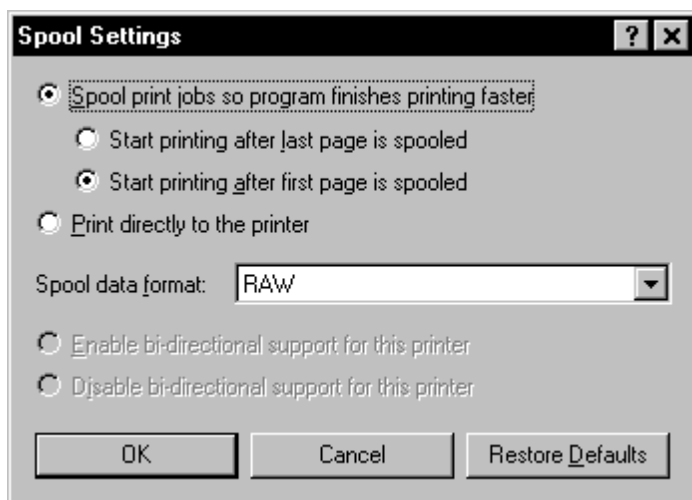 Spool Settings
Spool print jobs so program finishes printing faster
Start printing after last page is spooled
Start printing after first page is spooled
Print directly to the printer
Spool data format: RAW
Enable bi-directional support for this printer
Disable bi-directional support for this printer
OK Cancel Restore Defaults